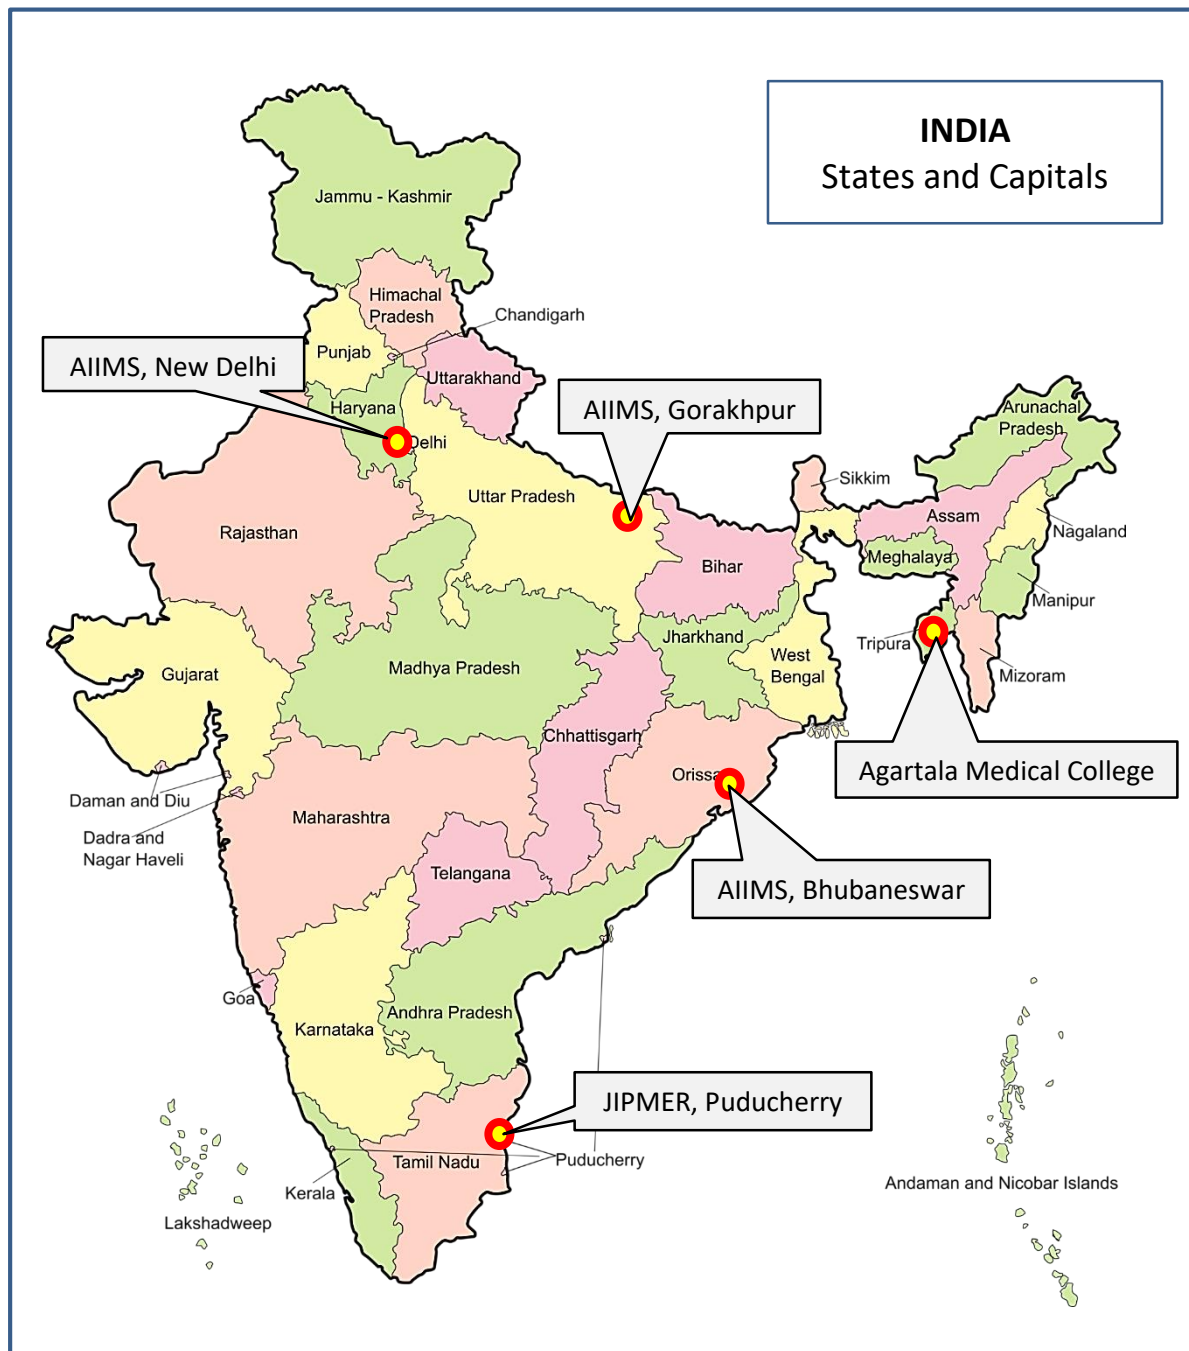 INDIA
States and Capitals
Jammu - Kashmir
Himachal
Pradesh
Chandigarh
Punjab
AIIMS, New Delhi
Uttarakhand
Haryana
AIIMS, Gorakhpur
Arunachal
Pradesh
Delhi
Sikkim
Uttar Pradesh
Assam
Rajasthan
Nagaland
Meghalaya
Bihar
Manipur
Jharkhand
Tripura
West
Bengal
Madhya Pradesh
Gujarat
Mizoram
Chhattisgarh
Agartala Medical College
Orissa
Daman and Diu
Maharashtra
Dadra and
Nagar Haveli
Telangana
AIIMS, Bhubaneswar
Goa
Andhra Pradesh
Karnataka
JIPMER, Puducherry
Puducherry
Tamil Nadu
Kerala
Andaman and Nicobar Islands
Lakshadweep